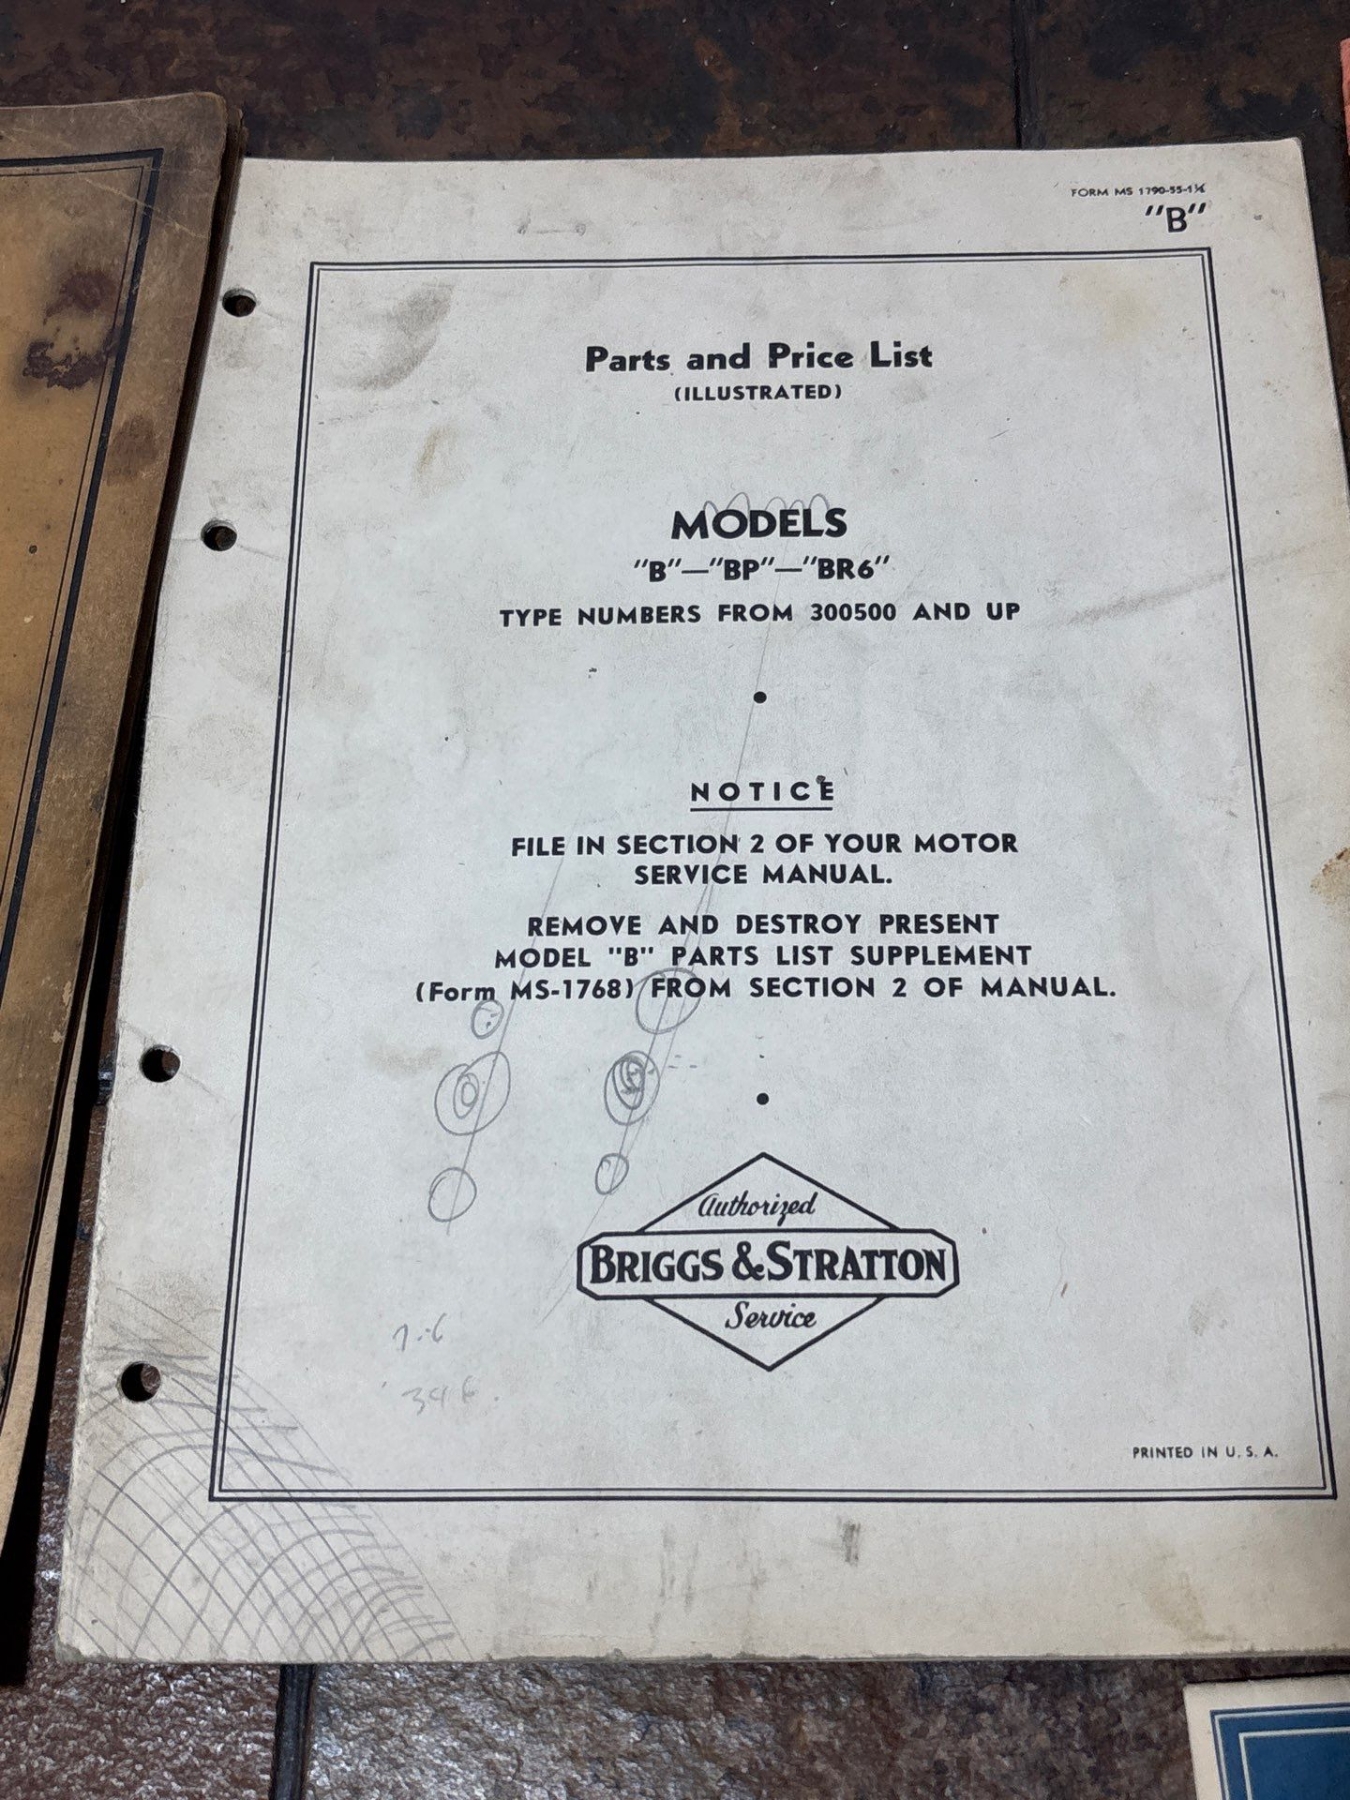 FORM MS 1790-55-1½
"B"
Parts and Price List
(ILLUSTRATED)
MODELS
"B"—"BP"—"BR6"
TYPE NUMBERS FROM 300500 AND UP
NOTICE
FILE IN SECTION 2 OF YOUR MOTOR
SERVICE MANUAL.
REMOVE AND DESTROY PRESENT
MODEL "B" PARTS LIST SUPPLEMENT
(Form MS-1768) FROM SECTION 2 OF MANUAL.
Authorized
BRIGGS & STRATTON
Service
PRINTED IN U. S. A.